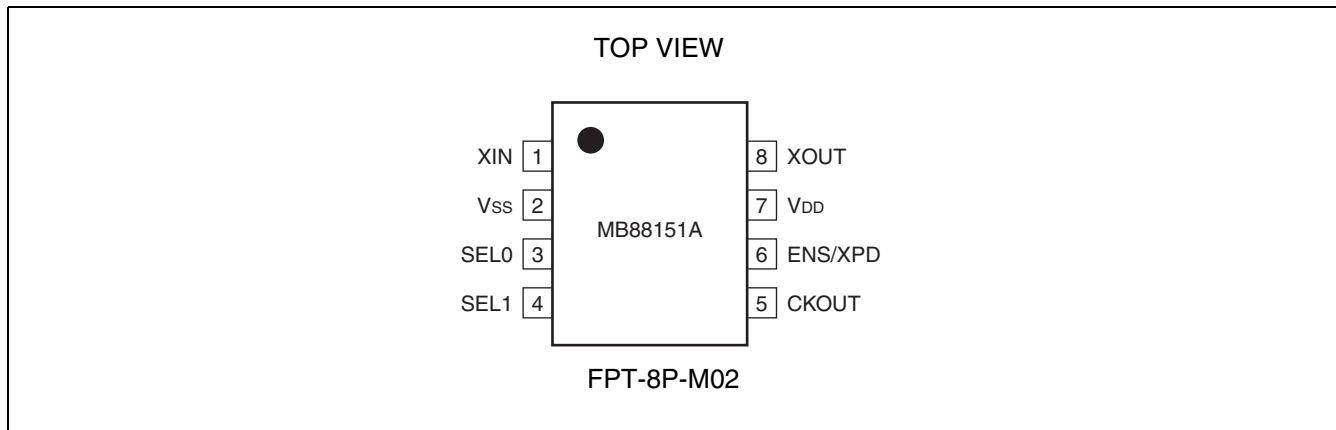 TOP VIEW
XIN 1 8 XOUT
VSS 2 7 VDD
MB88151A
SEL0 3 6 ENS/XPD
SEL1 4 5 CKOUT
FPT-8P-M02